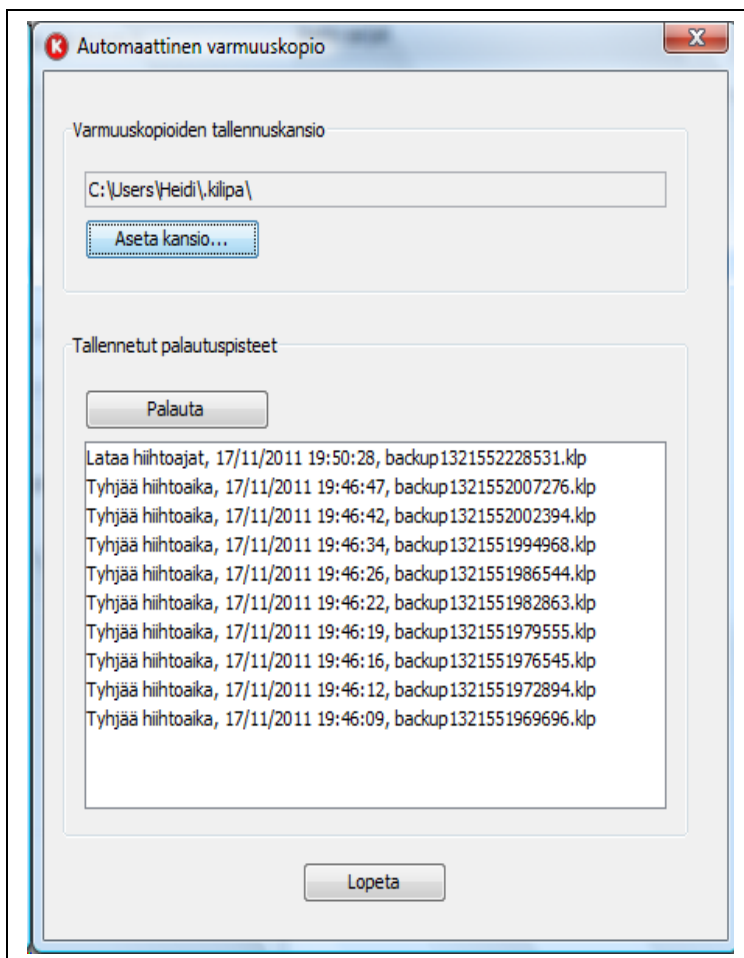 Automaattinen varmuuskopio
Varmuuskopioiden tallennuskansio
C:\Users\Heidi\.kilipa\
Aseta kansio...
Tallennetut palautuspisteet
Palauta
Lataa hiihtoajat, 17/11/2011 19:50:28, backup1321552228531.klp
Tyhjää hiihtoaika, 17/11/2011 19:46:47, backup1321552007276.klp
Tyhjää hiihtoaika, 17/11/2011 19:46:42, backup1321552002394.klp
Tyhjää hiihtoaika, 17/11/2011 19:46:34, backup1321551994968.klp
Tyhjää hiihtoaika, 17/11/2011 19:46:26, backup1321551986544.klp
Tyhjää hiihtoaika, 17/11/2011 19:46:22, backup1321551982863.klp
Tyhjää hiihtoaika, 17/11/2011 19:46:19, backup1321551979555.klp
Tyhjää hiihtoaika, 17/11/2011 19:46:16, backup1321551976545.klp
Tyhjää hiihtoaika, 17/11/2011 19:46:12, backup1321551972894.klp
Tyhjää hiihtoaika, 17/11/2011 19:46:09, backup1321551969696.klp
Lopeta